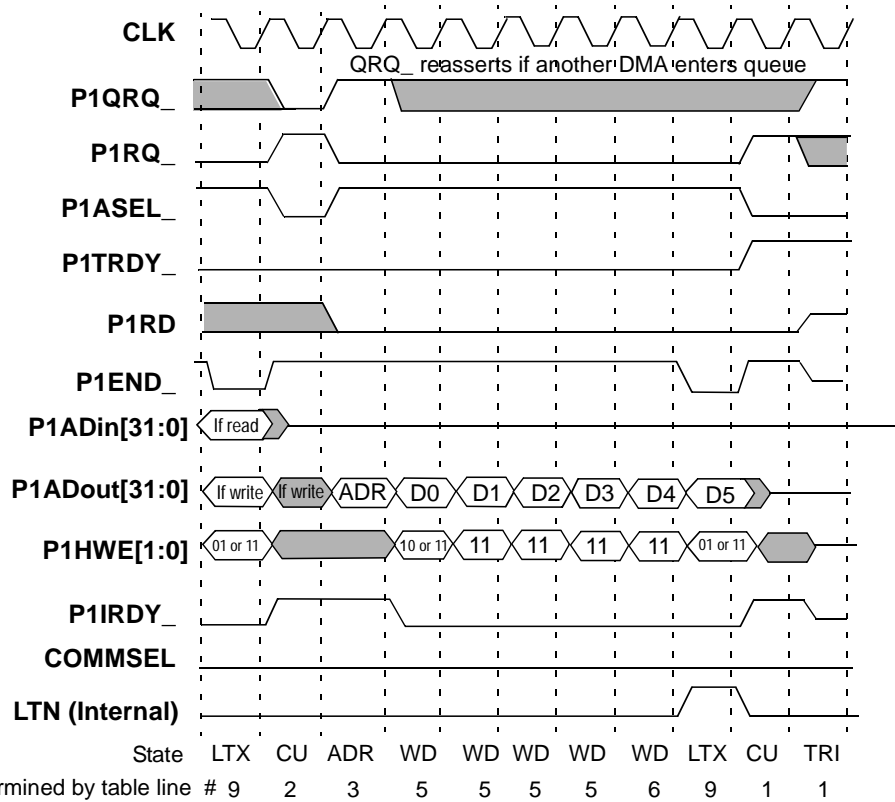 CLK
QRQ_ reasserts if another DMA enters queue
P1QRQ_
P1RQ_
P1ASEL_
P1TRDY_
P1RD
P1END_
P1ADin[31:0] If read
P1ADout[31:0] If write If write ADR D0 D1 D2 D3 D4 D5
P1HWE[1:0] 01 or 11 10 or 11 11 11 11 11 01 or 11
P1IRDY_
COMMSEL
LTN (Internal)
State LTX CU ADR WD WD WD WD WD LTX CU TRI
rmined by table line # 9 2 3 5 5 5 5 6 9 1 1